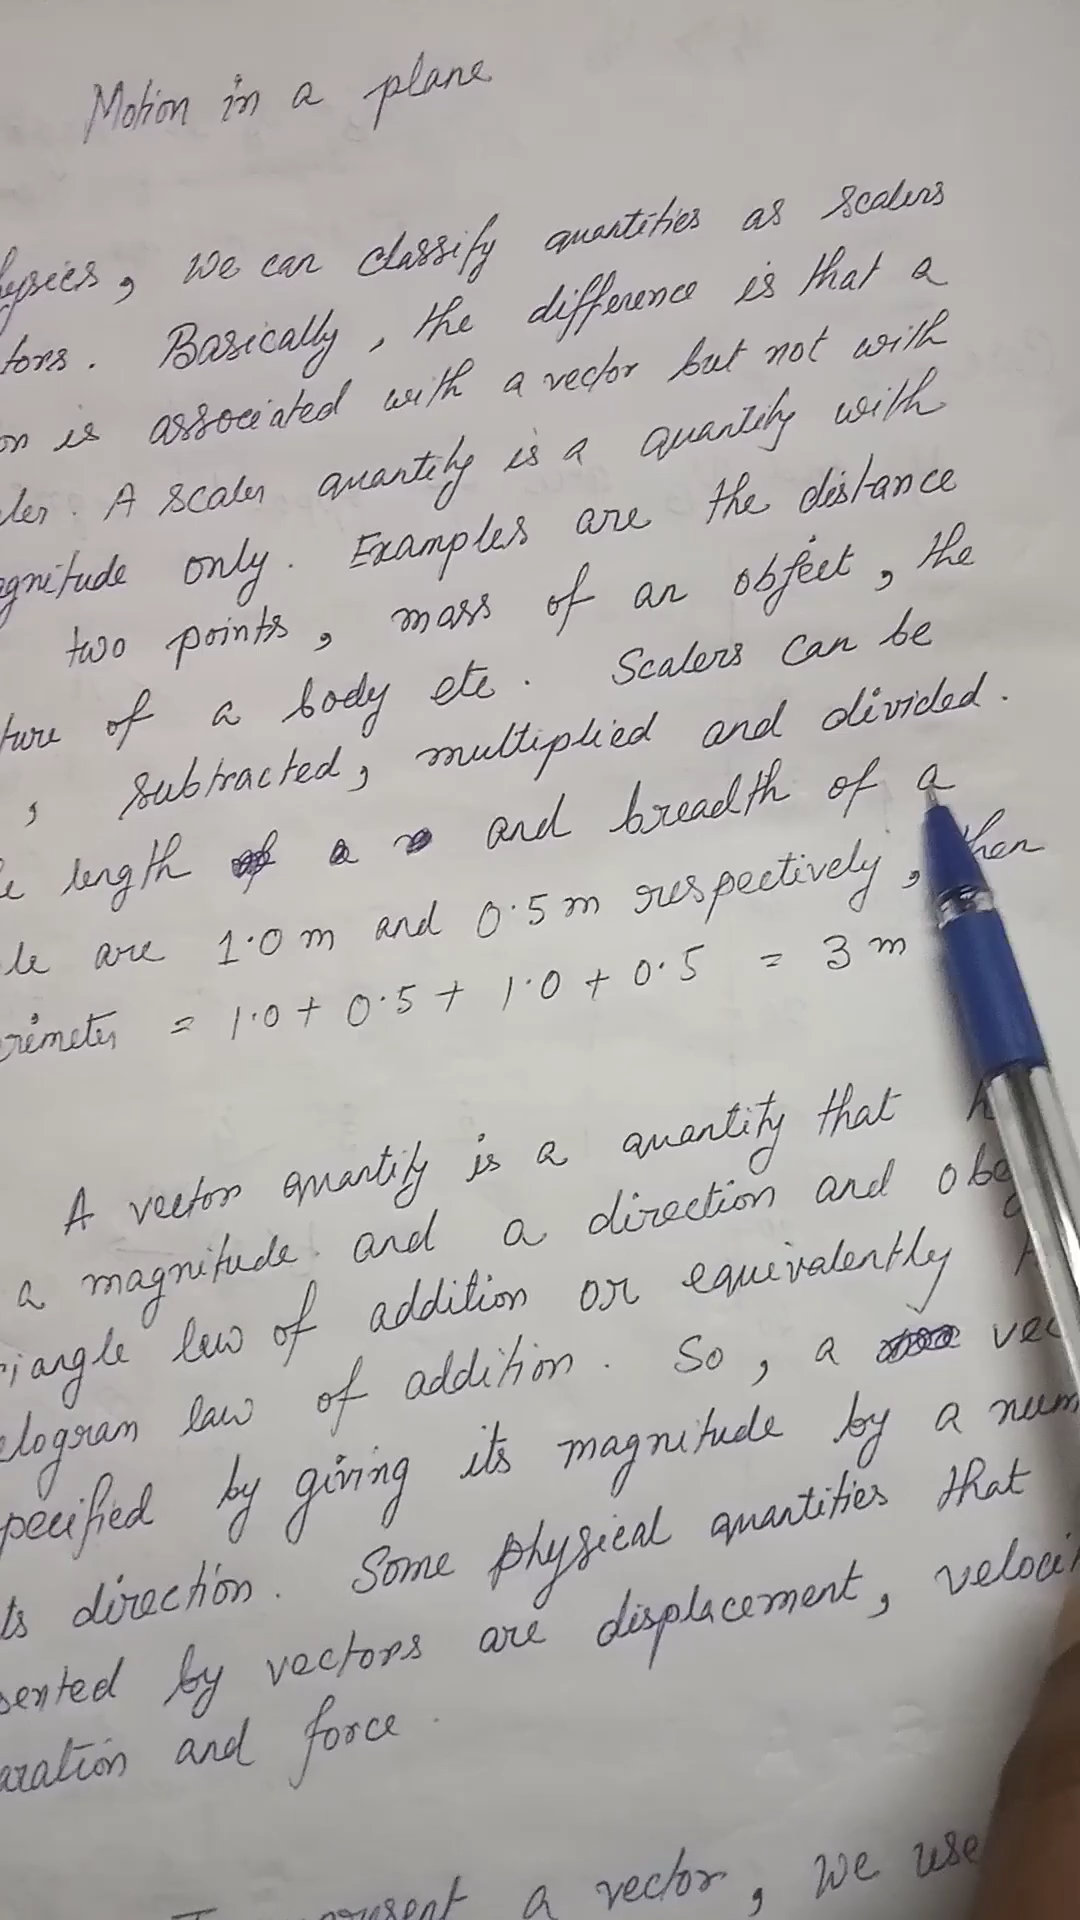 Motion in a plane
ysics, we can classify quantities as scalers
tors. Basically, the difference is that a
on is associated with a vector but not with
ler. A scaler quantity is a quantity with
gnitude only. Examples are the distance
two points, mass of an object, the
ture of a body etc. Scalers can be
, subtracted, multiplied and divided.
length and breadth of a
le are 1.0 m and 0.5 m respectively, then
rimeter = 1.0 + 0.5 + 1.0 + 0.5 = 3 m
A vector quantity is a quantity that
a magnitude and a direction and obey
iangle law of addition or equivalently
elogram law of addition. So, a vec
pecified by giving its magnitude by a num
ts direction. Some physical quantities that
sented by vectors are displacement, velocit
aration and force.
a vector, we use